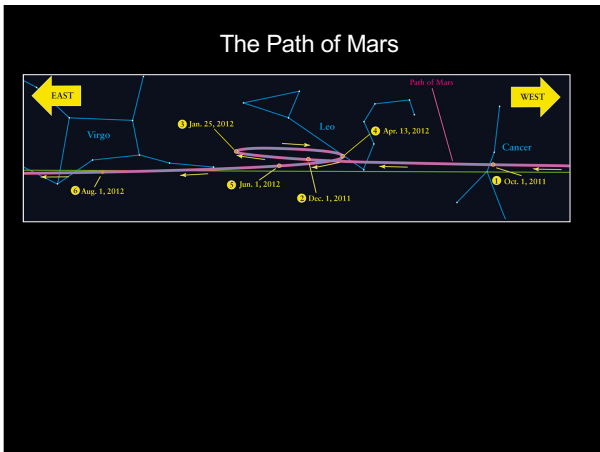 The Path of Mars
EAST
WEST
Path of Mars
3 Jan. 25, 2012
Leo
4 Apr. 13, 2012
Virgo
Cancer
6 Aug. 1, 2012
5 Jun. 1, 2012
2 Dec. 1, 2011
1 Oct. 1, 2011